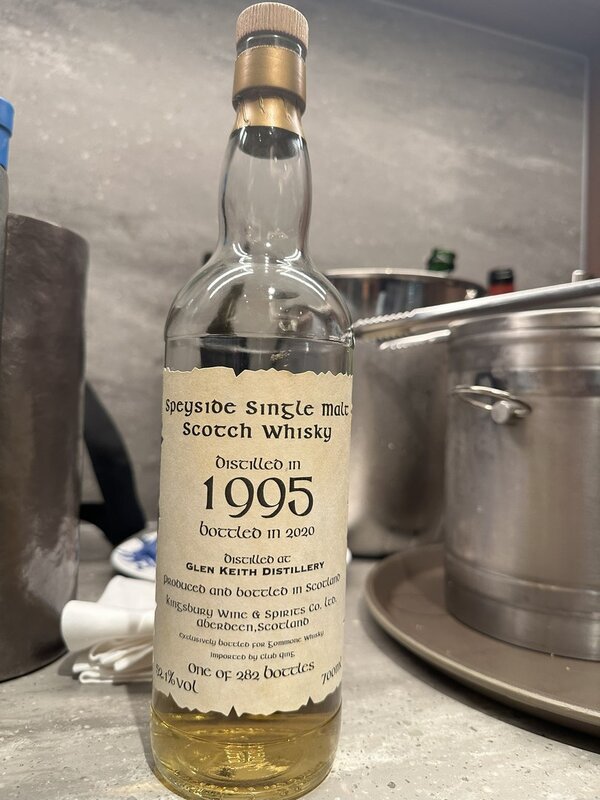 Speyside Single Malt
Scotch Whisky
distilled in
1995
bottled in 2020
distilled at
Glen Keith Distillery
produced and bottled in Scotland
Kingsbury Wine & Spirits Co. Ltd.
Aberdeen, Scotland
exclusively bottled for Gommone Whisky
imported by Club Qing
One of 282 bottles
52.1% vol
700ml